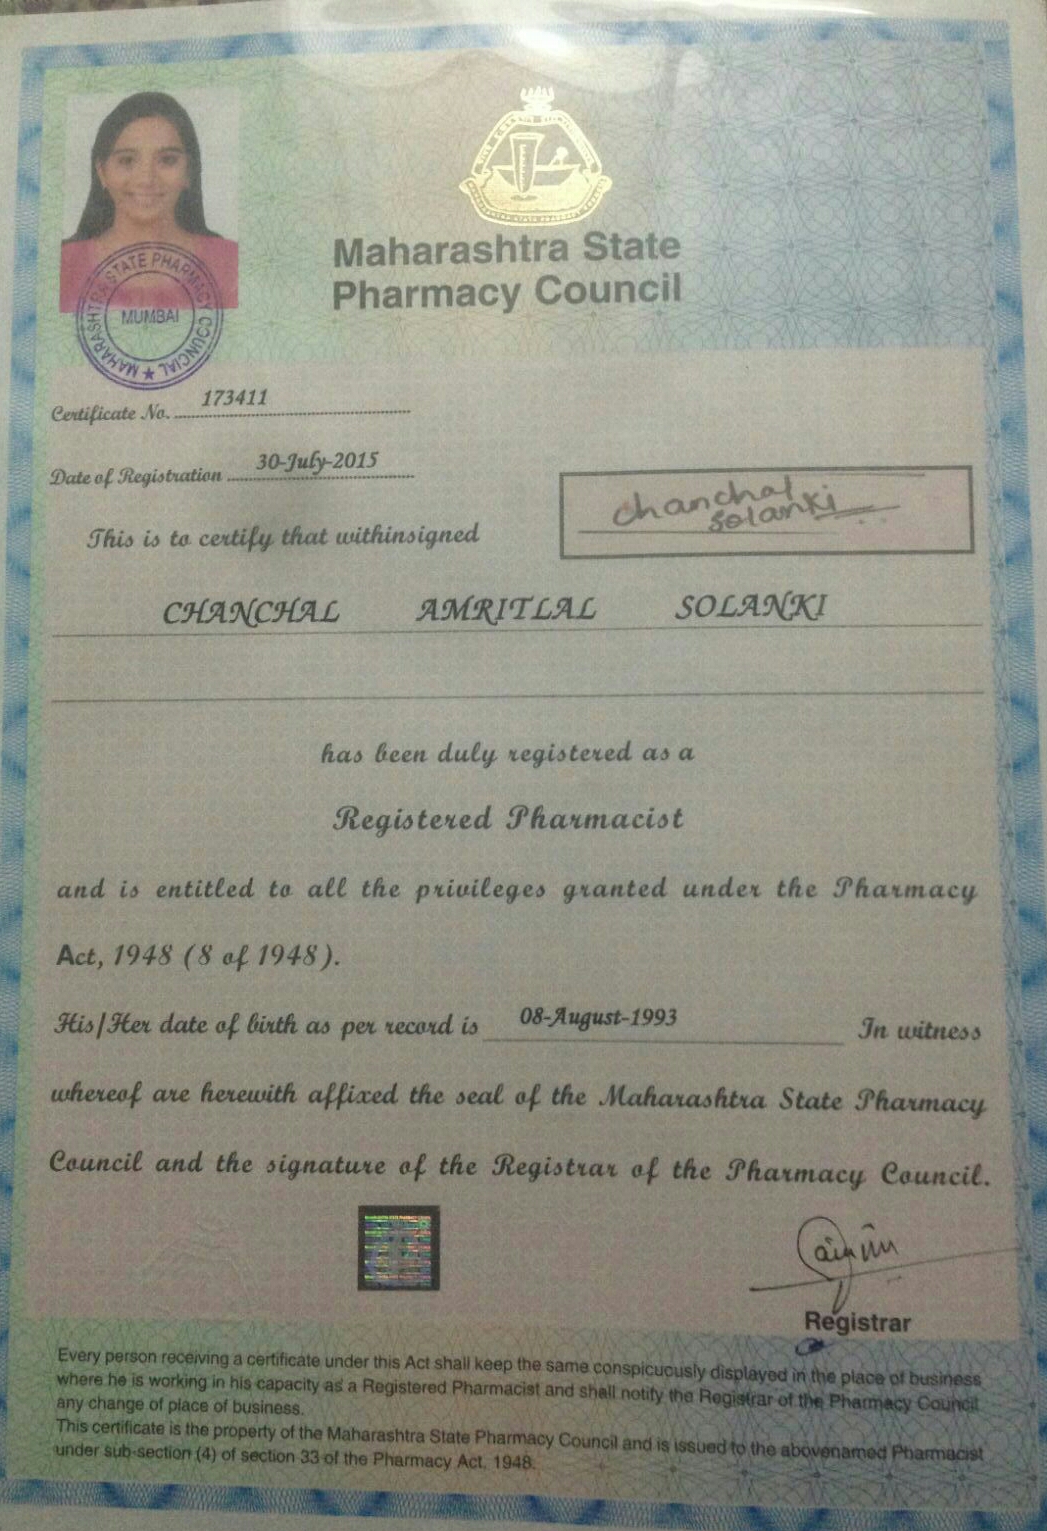 Maharashtra State
Pharmacy Council
MAHARASHTRA STATE PHARMACY COUNCIL
MUMBAI
Certificate No. 173411
Date of Registration 30-July-2015
chanchal
solanki
This is to certify that withinsigned
CHANCHAL AMRITLAL SOLANKI
has been duly registered as a
Registered Pharmacist
and is entitled to all the privileges granted under the Pharmacy
Act, 1948 (8 of 1948).
His/Her date of birth as per record is 08-August-1993 In witness
whereof are herewith affixed the seal of the Maharashtra State Pharmacy
Council and the signature of the Registrar of the Pharmacy Council.
Registrar
Every person receiving a certificate under this Act shall keep the same conspicuously displayed in the place of business
where he is working in his capacity as a Registered Pharmacist and shall notify the Registrar of the Pharmacy Council
any change of place of business.
This certificate is the property of the Maharashtra State Pharmacy Council and is issued to the abovenamed Pharmacist
under sub-section (4) of section 33 of the Pharmacy Act, 1948.